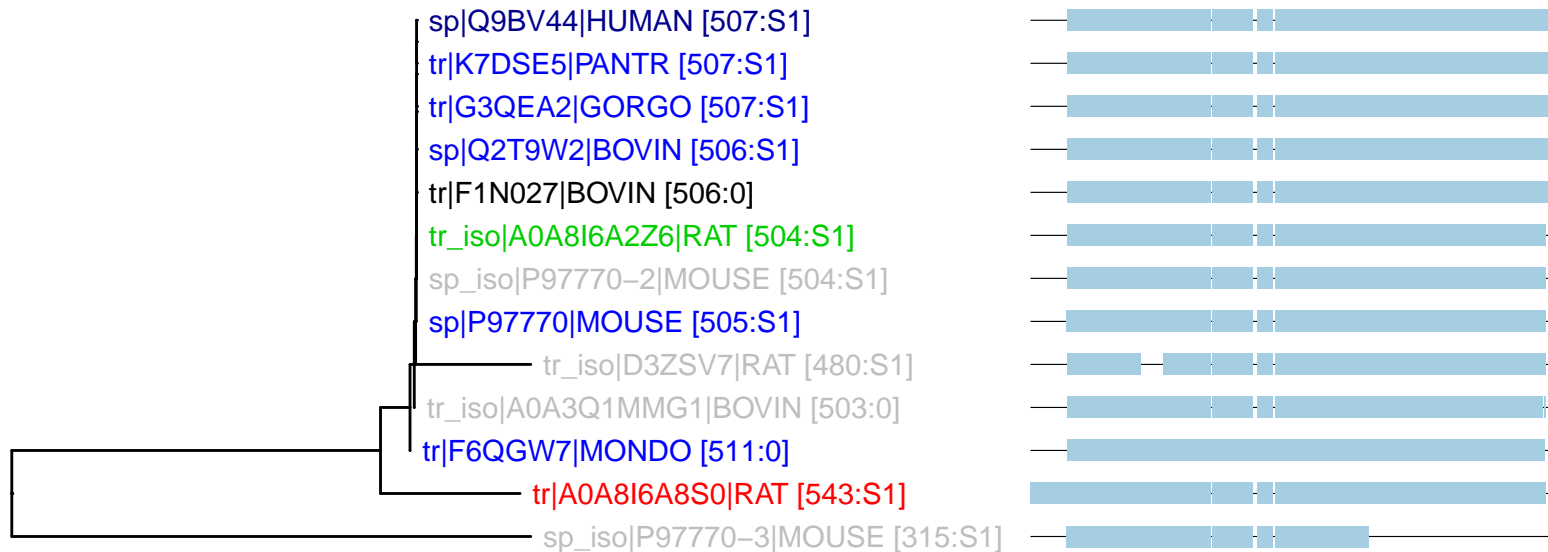 sp|Q9BV44|HUMAN [507:S1]
tr|K7DSE5|PANTR [507:S1]
tr|G3QEA2|GORGO [507:S1]
sp|Q2T9W2|BOVIN [506:S1]
tr|F1N027|BOVIN [506:0]
tr_iso|A0A8I6A2Z6|RAT [504:S1]
sp_iso|P97770−2|MOUSE [504:S1]
sp|P97770|MOUSE [505:S1]
tr_iso|D3ZSV7|RAT [480:S1]
tr_iso|A0A3Q1MMG1|BOVIN [503:0]
tr|F6QGW7|MONDO [511:0]
tr|A0A8I6A8S0|RAT [543:S1]
sp_iso|P97770−3|MOUSE [315:S1]